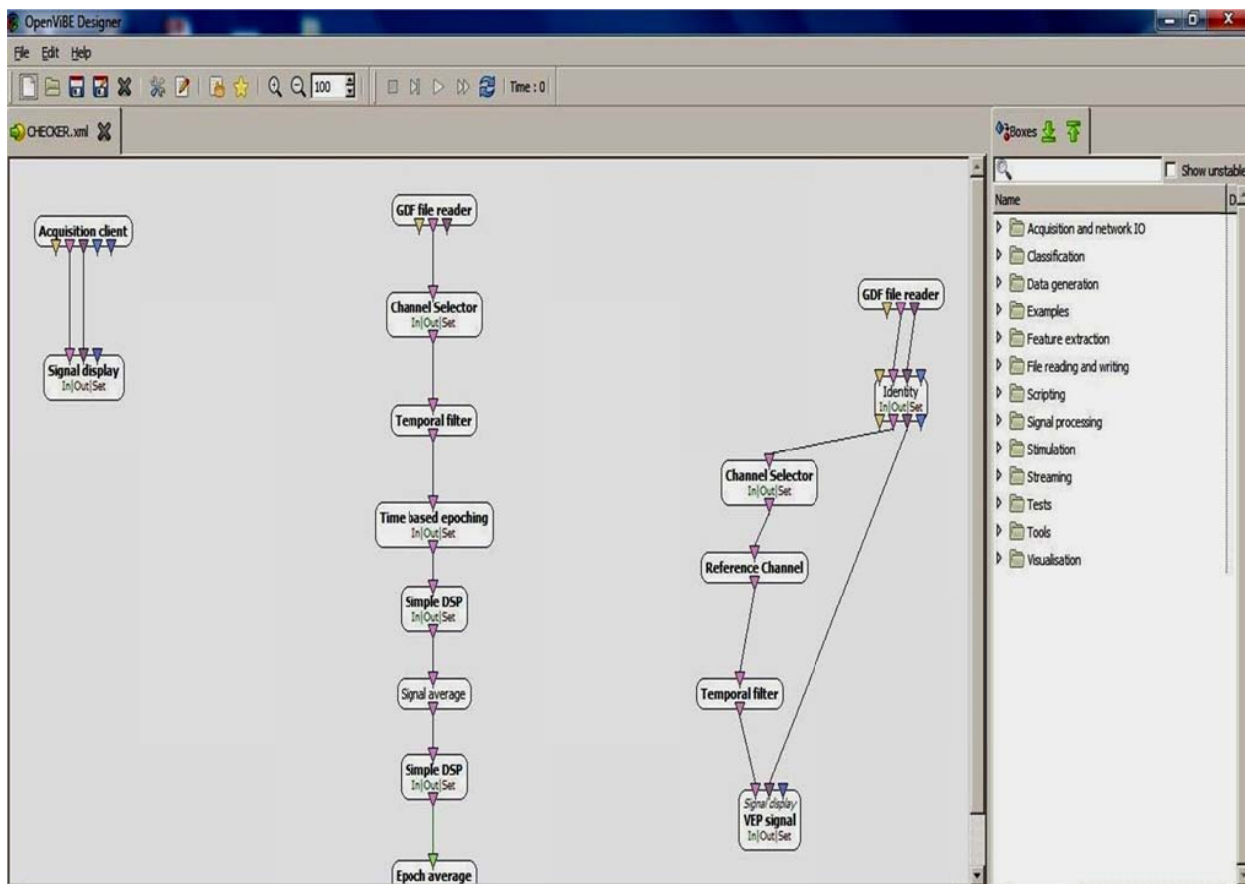 OpenViBE Designer
File Edit Help
100 Time : 0
CHECKER.xml
Boxes
Show unstable
Name D..
Acquisition and network IO
Classification
Data generation
Examples
Feature extraction
File reading and writing
Scripting
Signal processing
Stimulation
Streaming
Tests
Tools
Visualisation
Acquisition client
Signal display
In|Out|Set
GDF file reader
Channel Selector
In|Out|Set
Temporal filter
Time based epoching
In|Out|Set
Simple DSP
In|Out|Set
Signal average
Simple DSP
In|Out|Set
Epoch average
GDF file reader
Identity
In|Out|Set
Channel Selector
In|Out|Set
Reference Channel
Temporal filter
Signal display
VEP signal
In|Out|Set